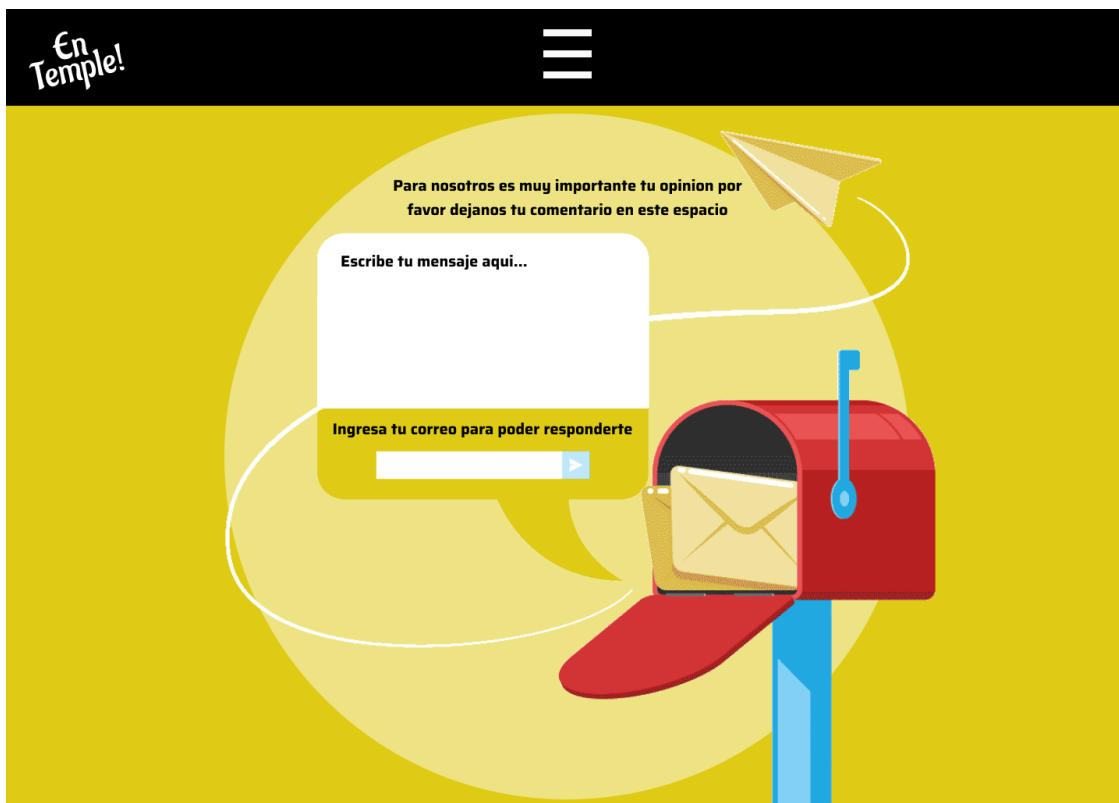 En
Temple!
Para nosotros es muy importante tu opinion por
favor dejanos tu comentario en este espacio
Escribe tu mensaje aqui...
Ingresa tu correo para poder responderte